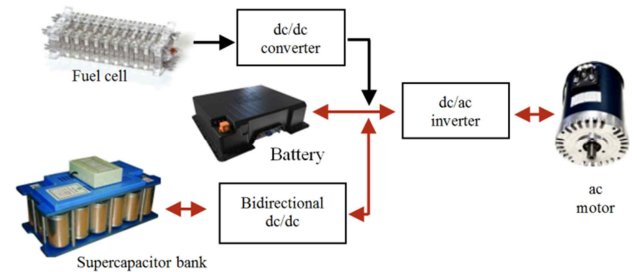 dc/dc
converter
Fuel cell
dc/ac
inverter
Battery
Bidirectional
dc/dc
ac
motor
Supercapacitor bank